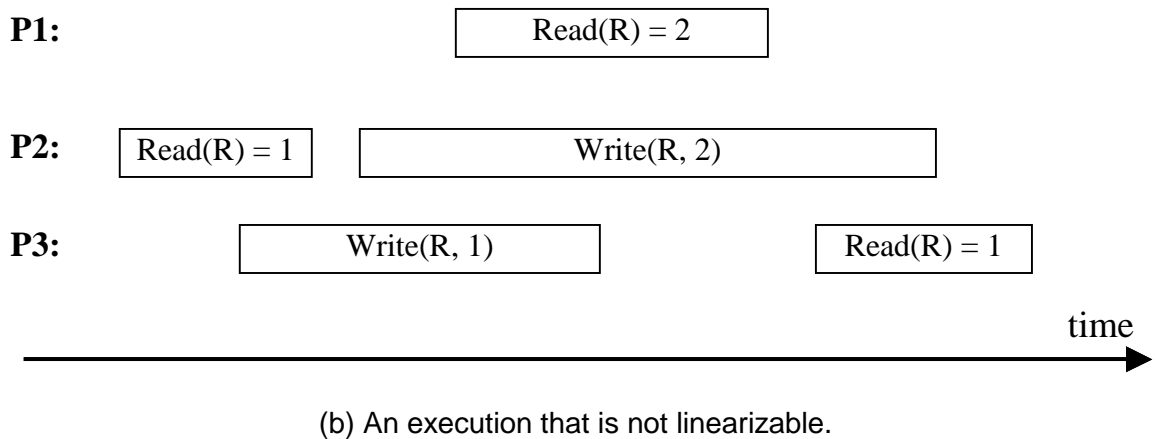 P1: Read(R) = 2
P2: Read(R) = 1 Write(R, 2)
P3: Write(R, 1) Read(R) = 1
time
(b) An execution that is not linearizable.